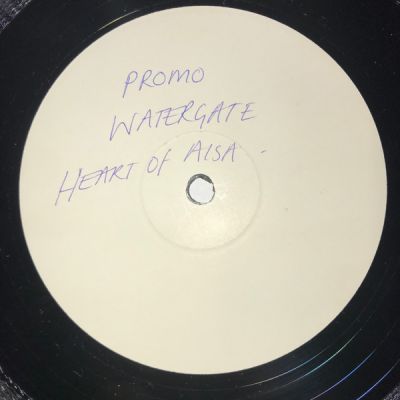 PROMO
WATERGATE
HEART OF AISA -